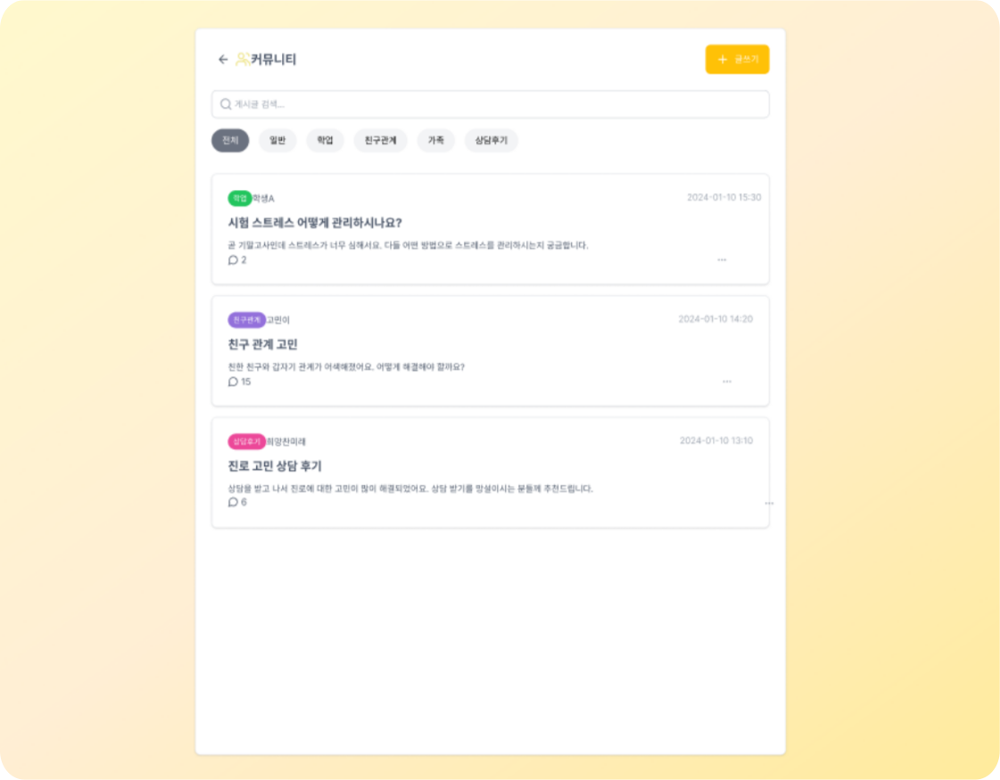 커뮤니티
글쓰기
게시글 검색...
전체 일반 학업 친구관계 가족 상담후기
학업 학생A 2024-01-10 15:30
시험 스트레스 어떻게 관리하시나요?
곧 기말고사인데 스트레스가 너무 심해서요. 다들 어떤 방법으로 스트레스를 관리하시는지 궁금합니다.
2 ...
친구관계 고민이 2024-01-10 14:20
친구 관계 고민
친한 친구와 갑자기 관계가 어색해졌어요. 어떻게 해결해야 할까요?
15 ...
상담후기 희망찬미래 2024-01-10 13:10
진로 고민 상담 후기
상담을 받고 나서 진로에 대한 고민이 많이 해결되었어요. 상담 받기를 망설이시는 분들께 추천드립니다.
6 ...